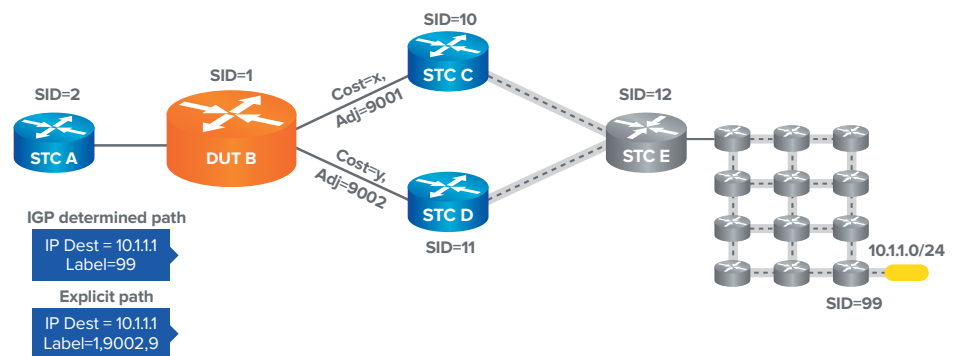 SID=10
STC C
SID=1
SID=2
Cost=x,
Adj=9001
SID=12
STC A
DUT B
STC E
Cost=y,
Adj=9002
STC D
SID=11
IGP determined path
IP Dest = 10.1.1.1
Label=99
10.1.1.0/24
Explicit path
SID=99
IP Dest = 10.1.1.1
Label=1,9002,9